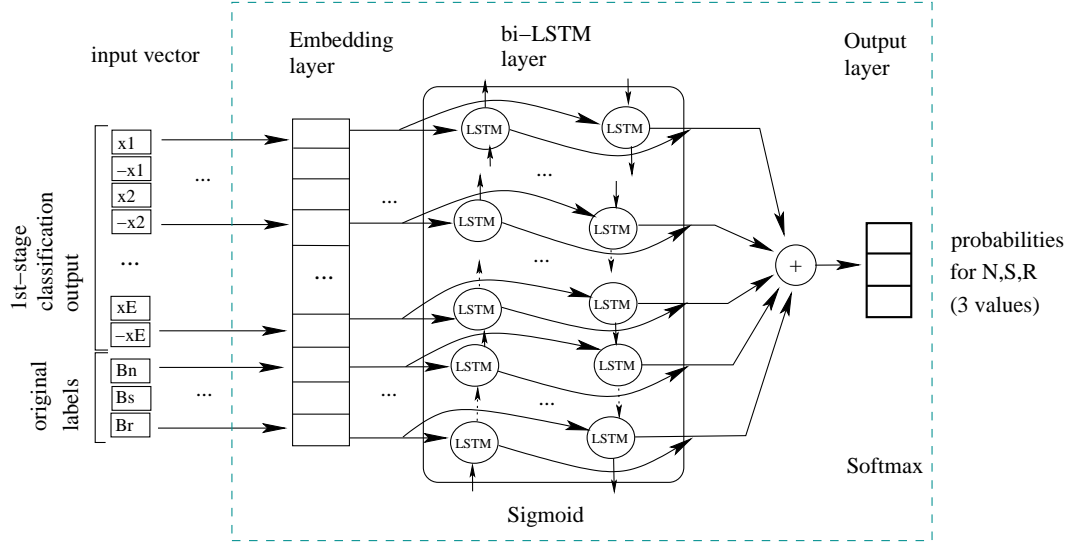 input vector
Embedding
layer
bi−LSTM
layer
Output
layer
1st−stage
classification
output
x1
−x1
x2
−x2
...
xE
−xE
original
labels
Bn
Bs
Br
...
...
...
...
...
LSTM
LSTM
...
LSTM
LSTM
...
LSTM
LSTM
LSTM
LSTM
...
LSTM
LSTM
+
probabilities
for N,S,R
(3 values)
Sigmoid
Softmax